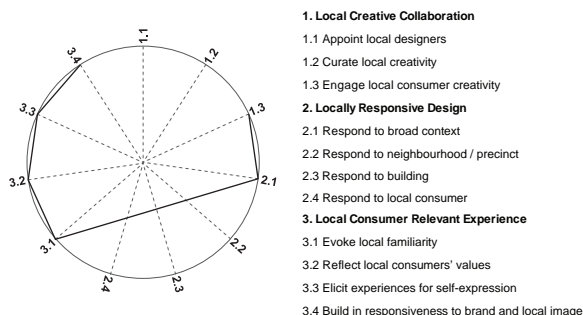 1.1
1.2
1.3
2.1
2.2
2.3
2.4
3.1
3.2
3.3
3.4
1. Local Creative Collaboration
1.1 Appoint local designers
1.2 Curate local creativity
1.3 Engage local consumer creativity
2. Locally Responsive Design
2.1 Respond to broad context
2.2 Respond to neighbourhood / precinct
2.3 Respond to building
2.4 Respond to local consumer
3. Local Consumer Relevant Experience
3.1 Evoke local familiarity
3.2 Reflect local consumers' values
3.3 Elicit experiences for self-expression
3.4 Build in responsiveness to brand and local image